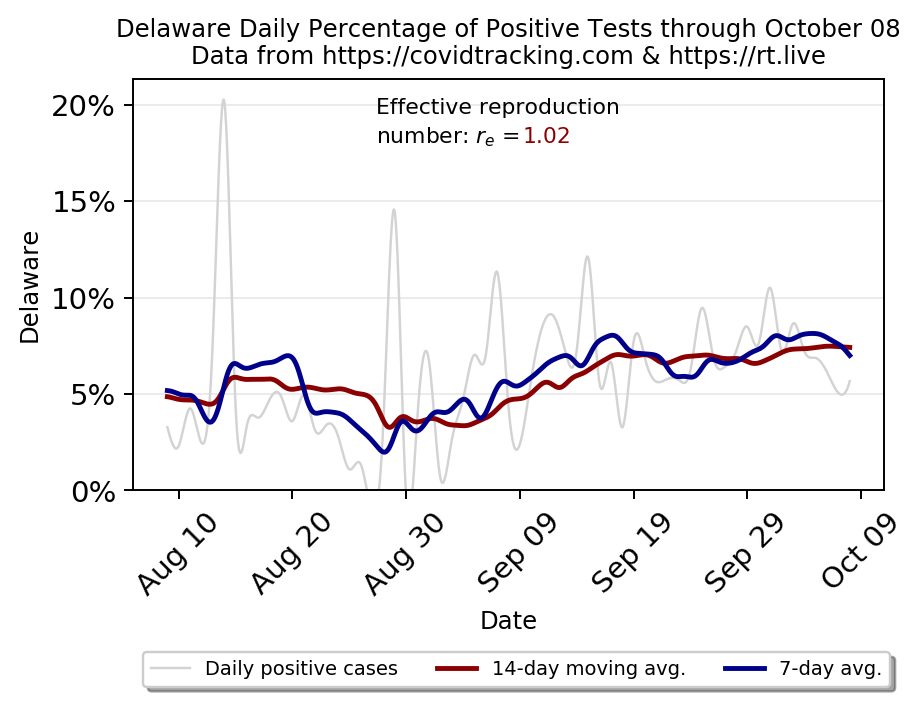 Delaware Daily Percentage of Positive Tests through October 08
Data from https://covidtracking.com & https://rt.live
Effective reproduction
number: rₑ =1.02
20%
15%
10%
5%
0%
Delaware
Aug 10
Aug 20
Aug 30
Sep 09
Sep 19
Sep 29
Oct 09
Date
Daily positive cases
14-day moving avg.
7-day avg.